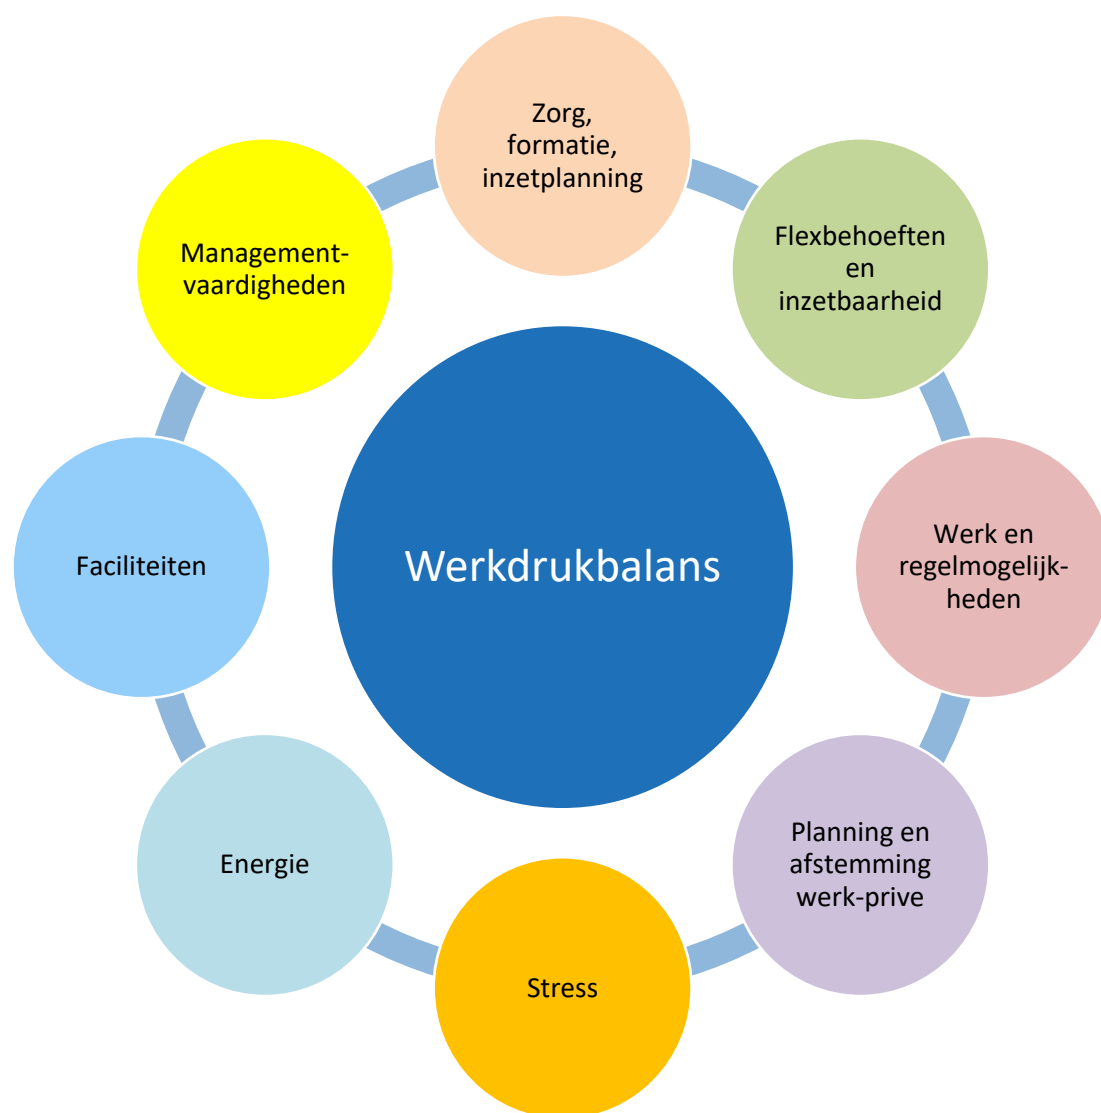 Zorg,
formatie,
inzetplanning
Flexbehoeften
en
inzetbaarheid
Werk en
regelmogelijk-
heden
Planning en
afstemming
werk-prive
Stress
Energie
Faciliteiten
Management-
vaardigheden
Werkdrukbalans